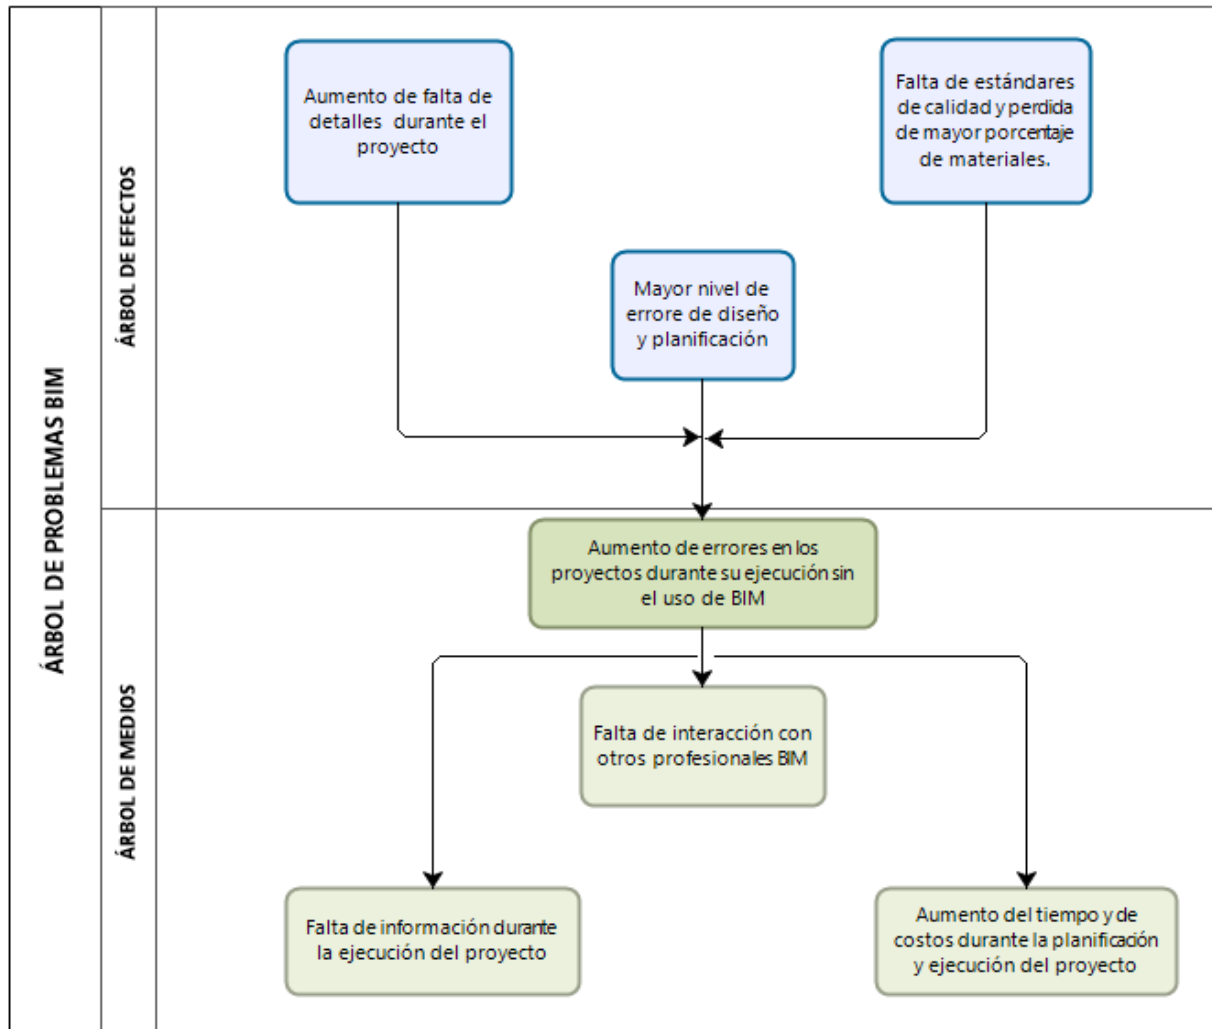 ÁRBOL DE PROBLEMAS BIM
ÁRBOL DE EFECTOS
Aumento de falta de
detalles durante el
proyecto
Falta de estándares
de calidad y perdida
de mayor porcentaje
de materiales.
Mayor nivel de
errore de diseño
y planificación
ÁRBOL DE MEDIOS
Aumento de errores en los
proyectos durante su ejecución sin
el uso de BIM
Falta de interacción con
otros profesionales BIM
Falta de información durante
la ejecución del proyecto
Aumento del tiempo y de
costos durante la planificación
y ejecución del proyecto